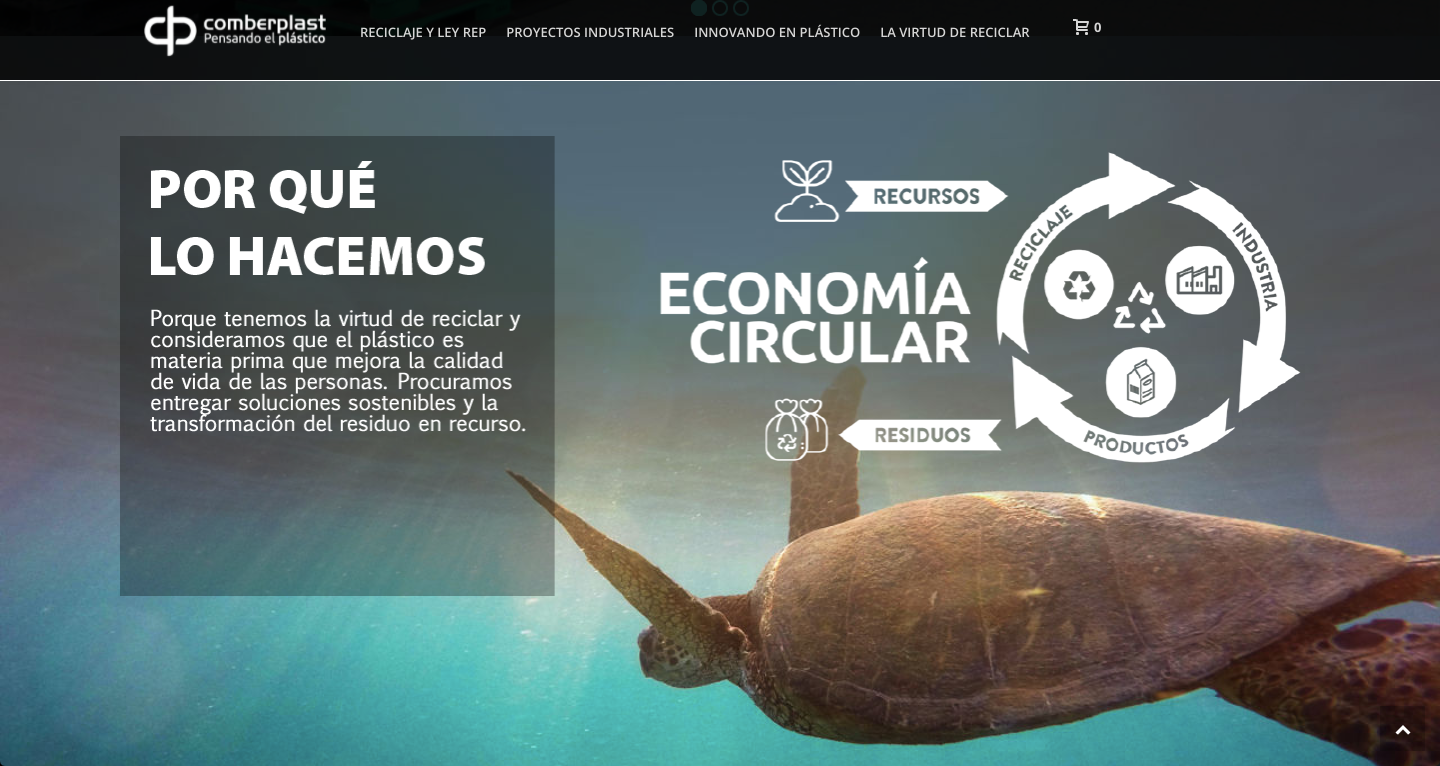 comberplast
Pensando el plástico
RECICLAJE Y LEY REP
PROYECTOS INDUSTRIALES
INNOVANDO EN PLÁSTICO
LA VIRTUD DE RECICLAR
0
POR QUÉ
LO HACEMOS
Porque tenemos la virtud de reciclar y
consideramos que el plástico es
materia prima que mejora la calidad
de vida de las personas. Procuramos
entregar soluciones sostenibles y la
transformación del residuo en recurso.
RECURSOS
ECONOMÍA
CIRCULAR
RESIDUOS
RECICLAJE
INDUSTRIA
PRODUCTOS